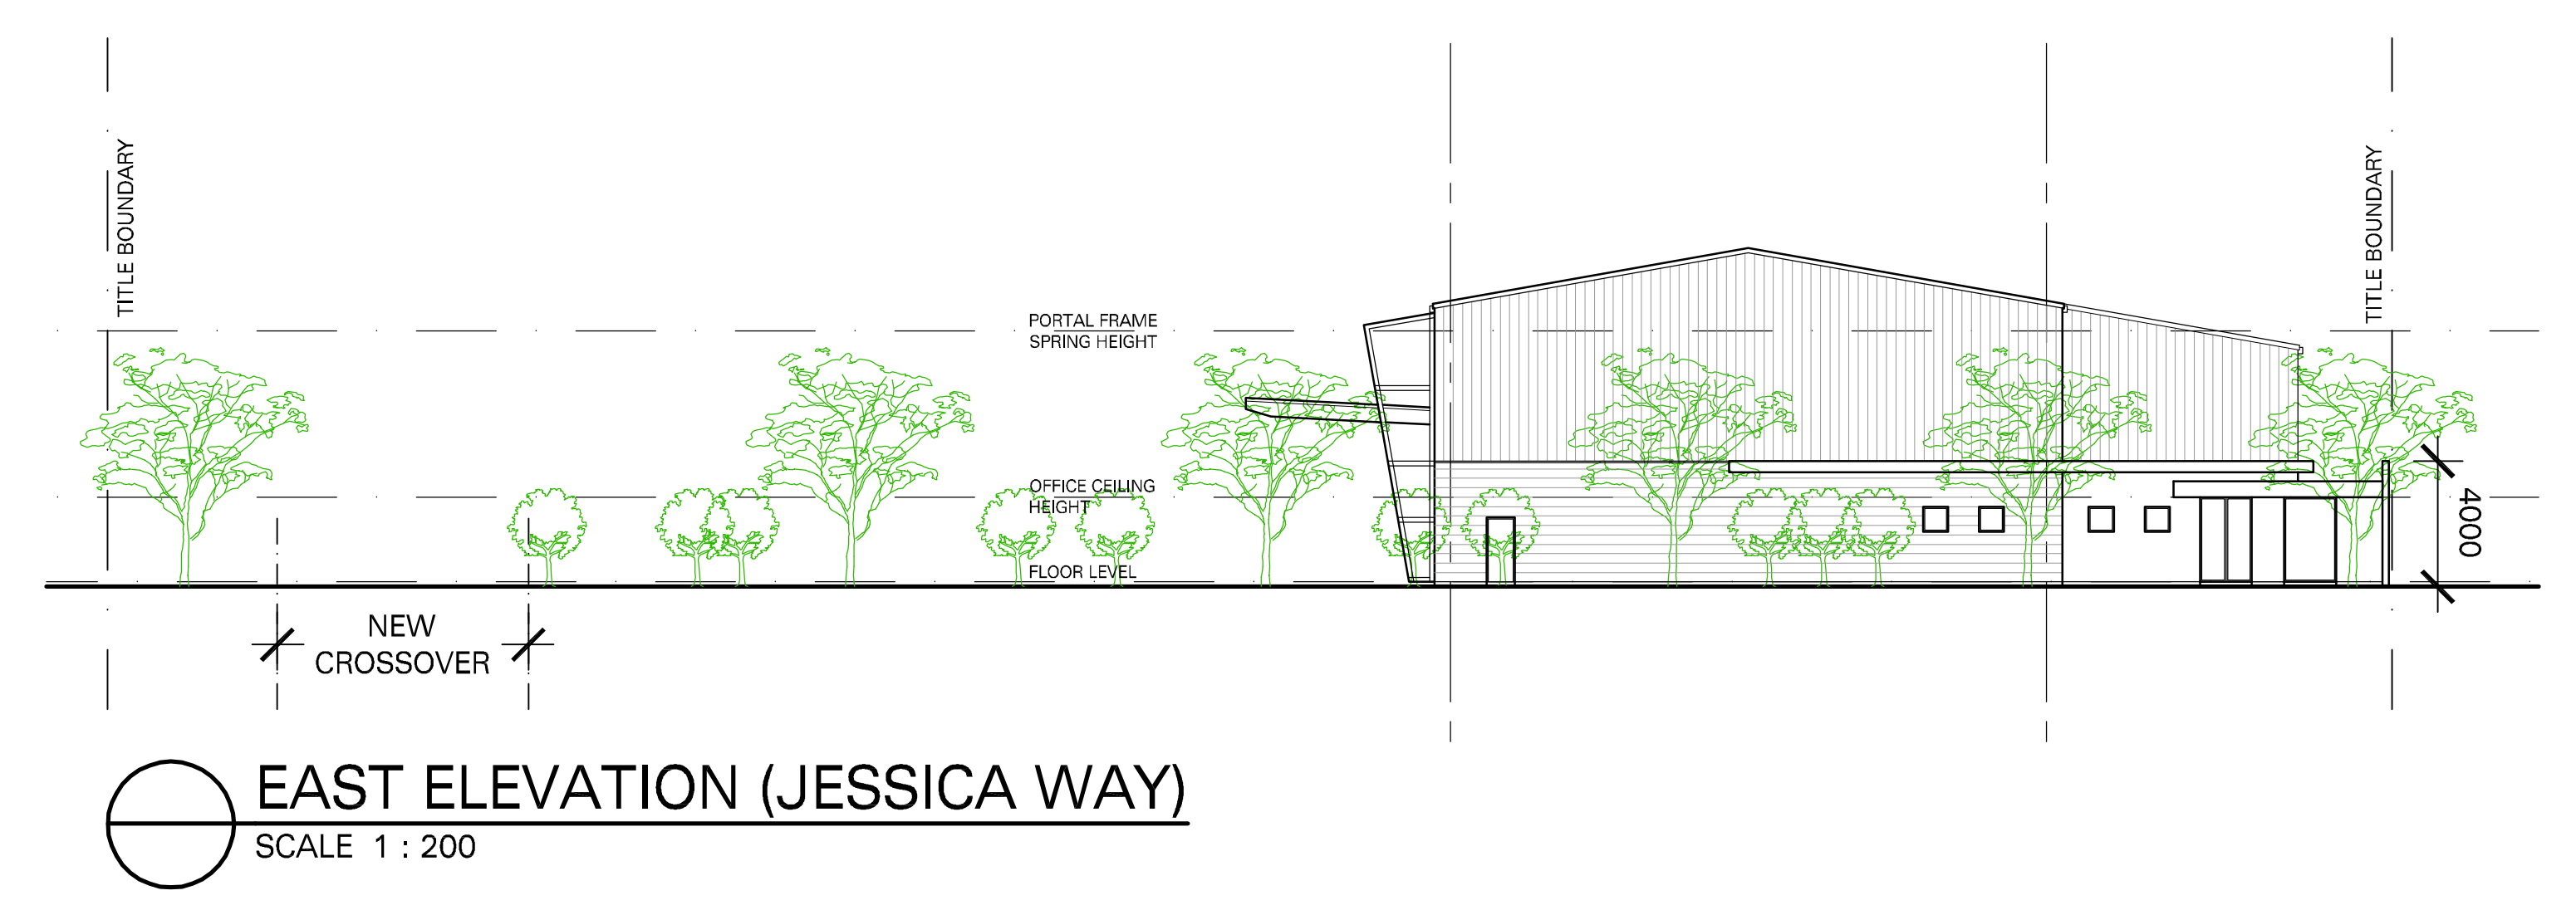 TITLE BOUNDARY
TITLE BOUNDARY
PORTAL FRAME
SPRING HEIGHT
OFFICE CEILING
HEIGHT
4000
FLOOR LEVEL
NEW
CROSSOVER
EAST ELEVATION (JESSICA WAY)
SCALE 1 : 200